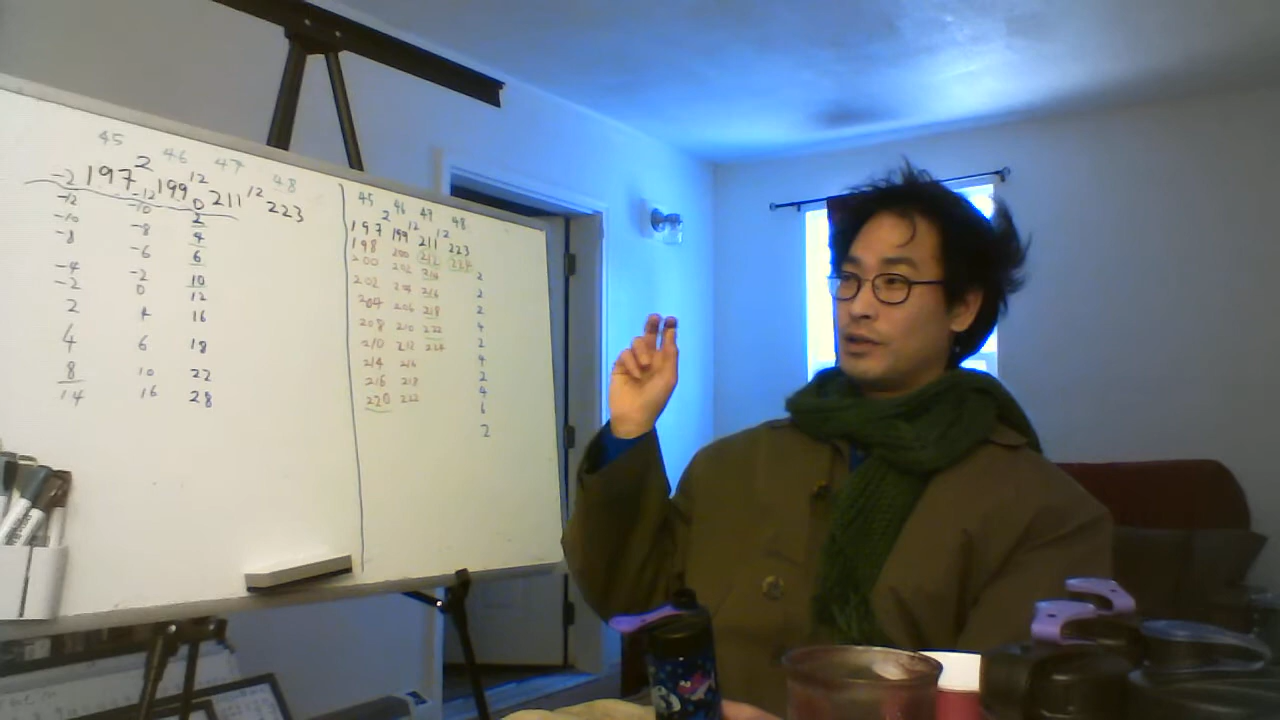 45 46 47 48
2 12 12
-2 197 199 211 223
-12 -12 0
-10 -10 2
-8 -8 4
-6 6
-4 -2 10
-2 0 12
2 4 16
4 6 18
8 10 22
14 16 28
45 46 47 48
2 12 12
197 199 211 223
198 200 212 224
200 202 214 2
202 204 216 2
204 206 218 2
208 210 222 4
210 212 224 2
214 216 4
216 218 2
220 222 4
6
2